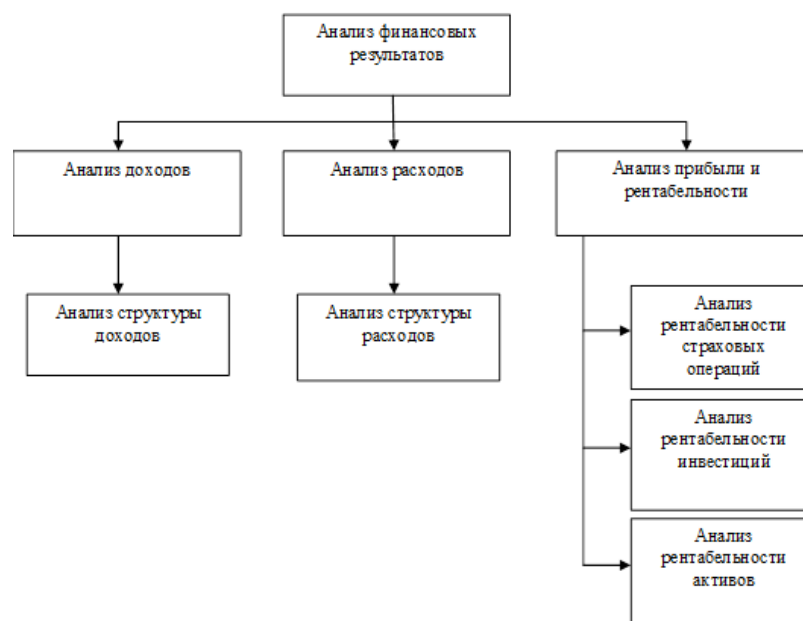 Анализ финансовых
результатов
Анализ доходов
Анализ расходов
Анализ прибыли и
рентабельности
Анализ структуры
доходов
Анализ структуры
расходов
Анализ
рентабельности
страховых
операций
Анализ
рентабельности
инвестиций
Анализ
рентабельности
активов